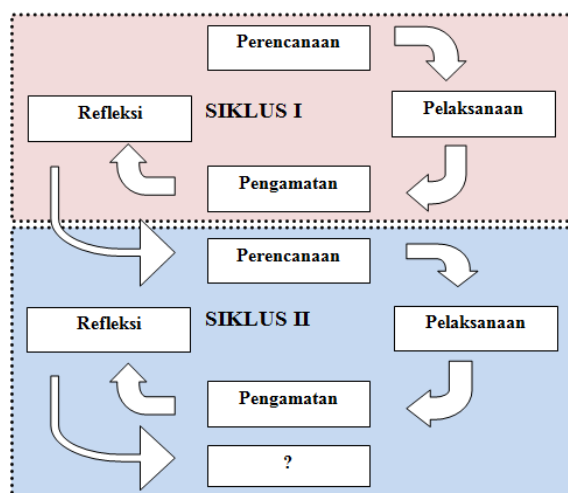 Perencanaan
Refleksi
SIKLUS I
Pelaksanaan
Pengamatan
Perencanaan
Refleksi
SIKLUS II
Pelaksanaan
Pengamatan
?